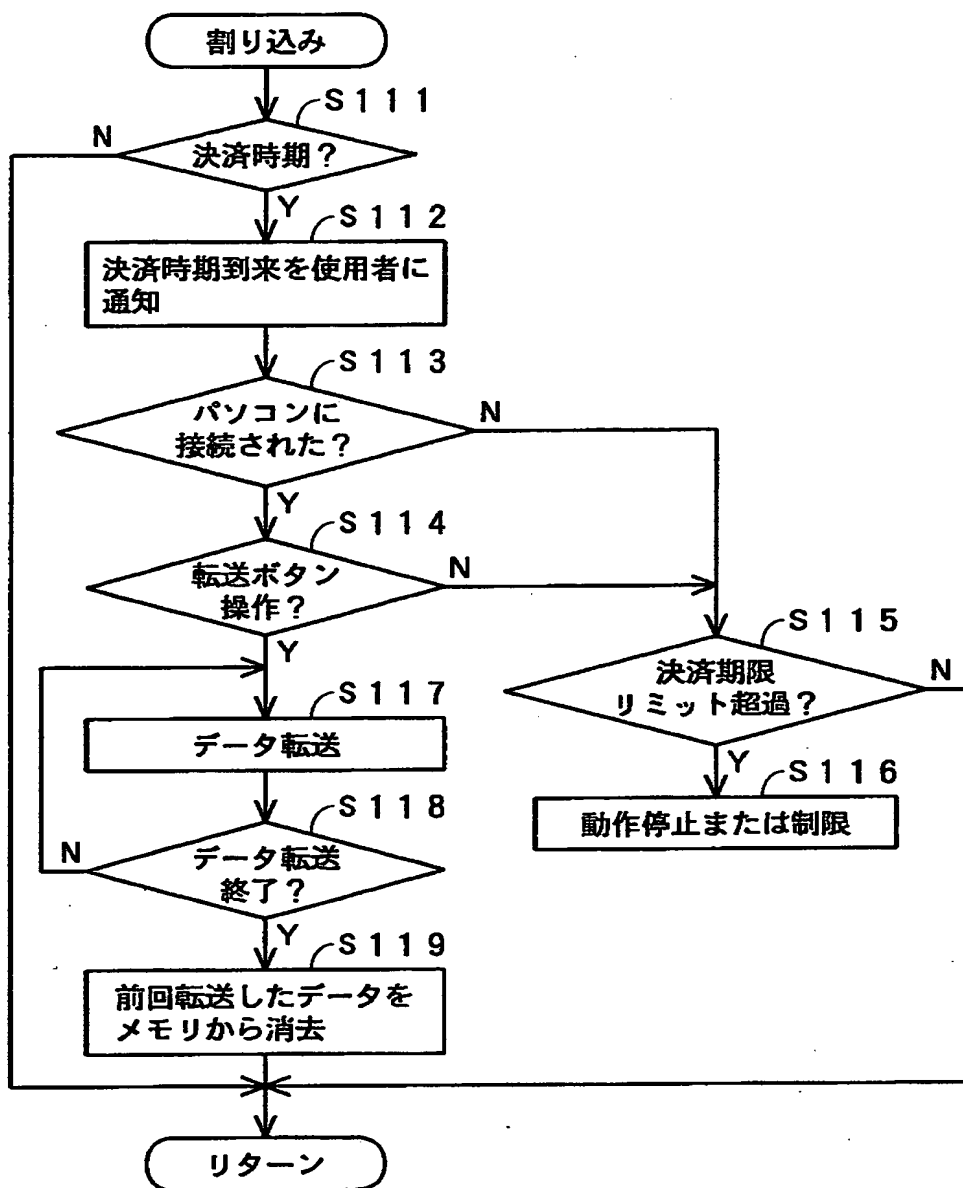 割り込み
S111
N
決済時期？
Y
S112
決済時期到来を使用者に
通知
S113
パソコンに
接続された？
N
Y
S114
転送ボタン
操作？
N
Y
S115
決済期限
リミット超過？
N
Y
S117
データ転送
S116
動作停止または制限
S118
データ転送
終了？
N
Y
S119
前回転送したデータを
メモリから消去
リターン